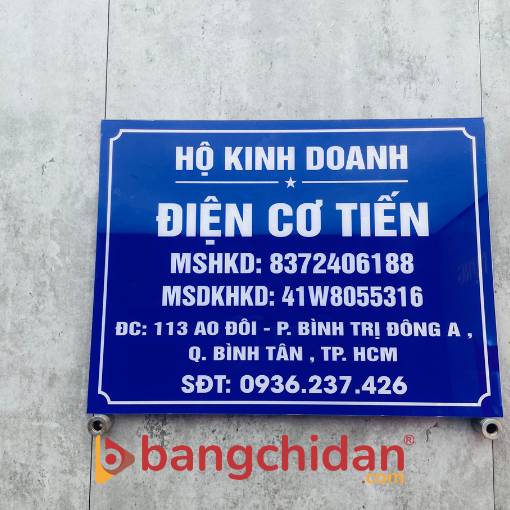 HỘ KINH DOANH
ĐIỆN CƠ TIẾN
MSHKD: 8372406188
MSDKHKD: 41W8055316
ĐC: 113 AO ĐÔI - P. BÌNH TRỊ ĐÔNG A ,
Q. BÌNH TÂN , TP. HCM
SĐT: 0936.237.426
bangchidan®
.com